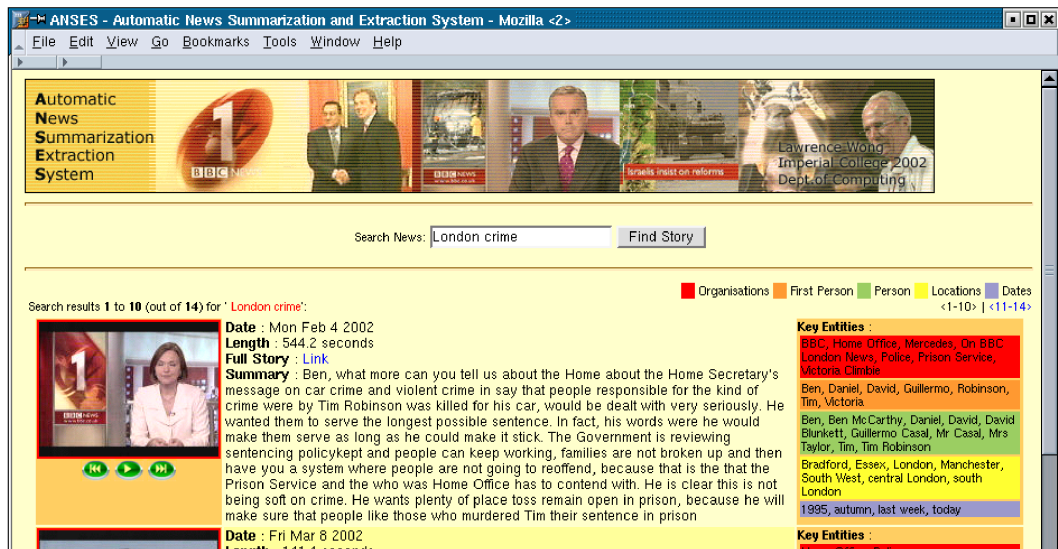 ANSES - Automatic News Summarization and Extraction System - Mozilla <2>
File Edit View Go Bookmarks Tools Window Help
Automatic
News
Summarization
Extraction
System
1
BBC NEWS
BBC NEWS
www.bbc.co.uk
Israelis insist on reforms
Lawrence Wong
Imperial College 2002
Dept.of Computing
Search News: London crime Find Story
Organisations First Person Person Locations Dates
Search results 1 to 10 (out of 14) for ' London crime':
<1-10> | <11-14>
Date : Mon Feb 4 2002
Length : 544.2 seconds
Full Story : Link
Summary : Ben, what more can you tell us about the Home about the Home Secretary's
message on car crime and violent crime in say that people responsible for the kind of
crime were by Tim Robinson was killed for his car, would be dealt with very seriously. He
wanted them to serve the longest possible sentence. In fact, his words were he would
make them serve as long as he could make it stick. The Government is reviewing
sentencing policykept and people can keep working, families are not broken up and then
have you a system where people are not going to reoffend, because that is the that the
Prison Service and the who was Home Office has to contend with. He is clear this is not
being soft on crime. He wants plenty of place toss remain open in prison, because he will
make sure that people like those who murdered Tim their sentence in prison
BBC NEWS
Key Entities :
BBC, Home Office, Mercedes, On BBC
London News, Police, Prison Service,
Victoria Climbie
Ben, Daniel, David, Guillermo, Robinson,
Tim, Victoria
Ben, Ben McCarthy, Daniel, David, David
Blunkett, Guillermo Casal, Mr Casal, Mrs
Taylor, Tim, Tim Robinson
Bradford, Essex, London, Manchester,
South West, central London, south
London
1995, autumn, last week, today
Date : Fri Mar 8 2002
Key Entities :